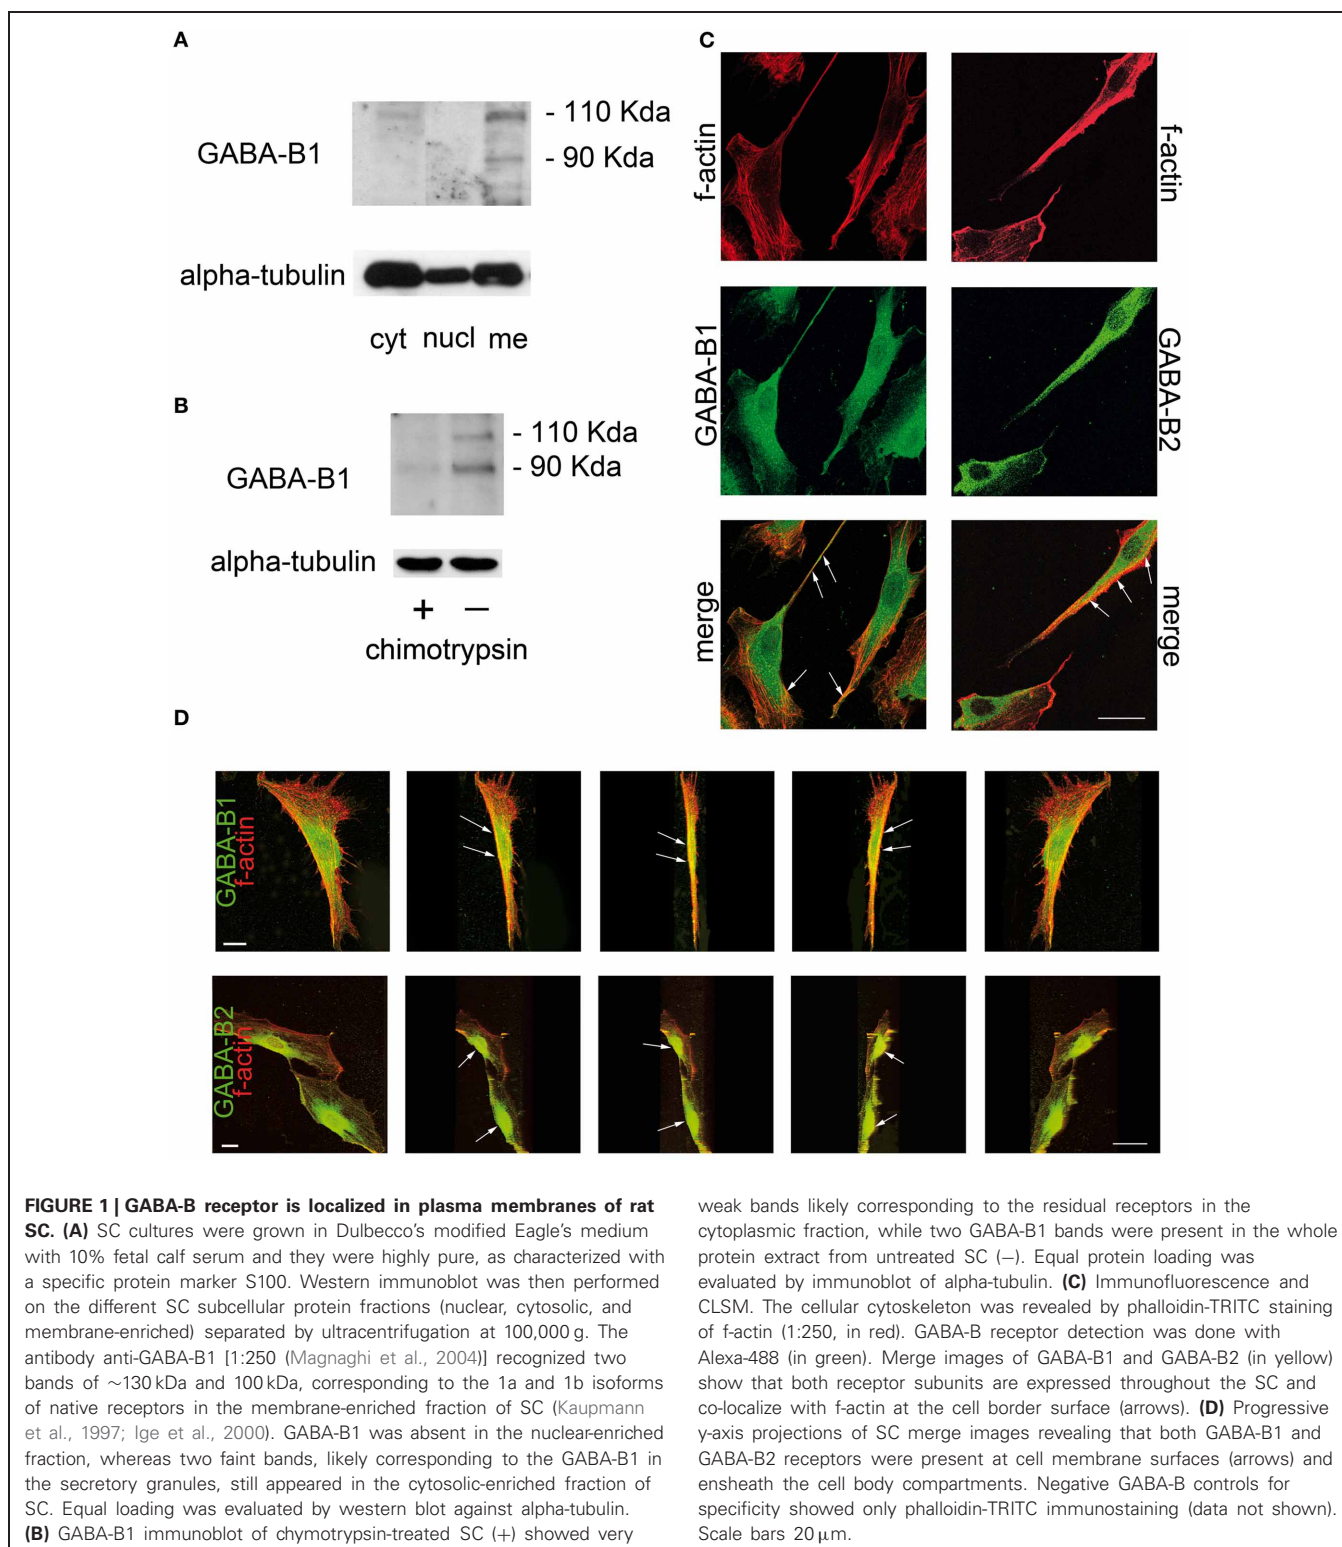 A
GABA-B1
- 110 Kda
- 90 Kda
alpha-tubulin
cyt nucl me
B
GABA-B1
- 110 Kda
- 90 Kda
alpha-tubulin
+ −
chimotrypsin
C
f-actin
f-actin
GABA-B1
GABA-B2
merge
merge
D
GABA-B1
f-actin
GABA-B2
f-actin
FIGURE 1 | GABA-B receptor is localized in plasma membranes of rat
SC. (A) SC cultures were grown in Dulbecco's modified Eagle's medium
with 10% fetal calf serum and they were highly pure, as characterized with
a specific protein marker S100. Western immunoblot was then performed
on the different SC subcellular protein fractions (nuclear, cytosolic, and
membrane-enriched) separated by ultracentrifugation at 100,000 g. The
antibody anti-GABA-B1 [1:250 (Magnaghi et al., 2004)] recognized two
bands of ∼130 kDa and 100 kDa, corresponding to the 1a and 1b isoforms
of native receptors in the membrane-enriched fraction of SC (Kaupmann
et al., 1997; Ige et al., 2000). GABA-B1 was absent in the nuclear-enriched
fraction, whereas two faint bands, likely corresponding to the GABA-B1 in
the secretory granules, still appeared in the cytosolic-enriched fraction of
SC. Equal loading was evaluated by western blot against alpha-tubulin.
(B) GABA-B1 immunoblot of chymotrypsin-treated SC (+) showed very
weak bands likely corresponding to the residual receptors in the
cytoplasmic fraction, while two GABA-B1 bands were present in the whole
protein extract from untreated SC (−). Equal protein loading was
evaluated by immunoblot of alpha-tubulin. (C) Immunofluorescence and
CLSM. The cellular cytoskeleton was revealed by phalloidin-TRITC staining
of f-actin (1:250, in red). GABA-B receptor detection was done with
Alexa-488 (in green). Merge images of GABA-B1 and GABA-B2 (in yellow)
show that both receptor subunits are expressed throughout the SC and
co-localize with f-actin at the cell border surface (arrows). (D) Progressive
y-axis projections of SC merge images revealing that both GABA-B1 and
GABA-B2 receptors were present at cell membrane surfaces (arrows) and
ensheath the cell body compartments. Negative GABA-B controls for
specificity showed only phalloidin-TRITC immunostaining (data not shown).
Scale bars 20 μm.